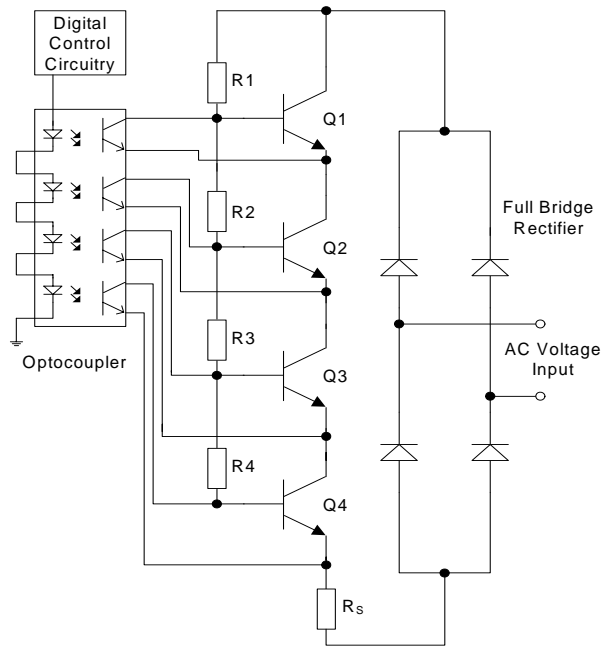 Digital
Control
Circuitry
R1
Q1
R2
Q2
Full Bridge
Rectifier
Optocoupler
R3
Q3
AC Voltage
Input
R4
Q4
RS